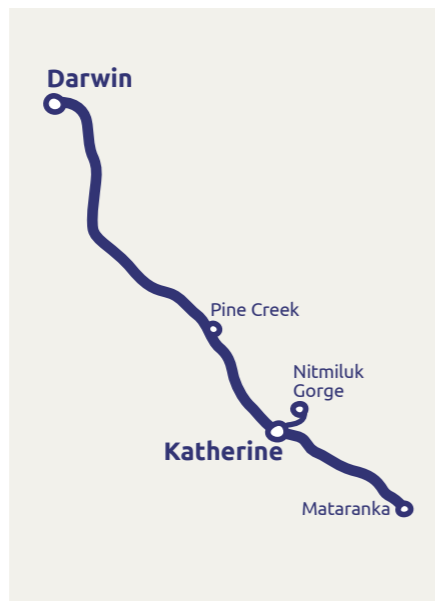 Darwin
Pine Creek
Nitmiluk
Gorge
Katherine
Mataranka